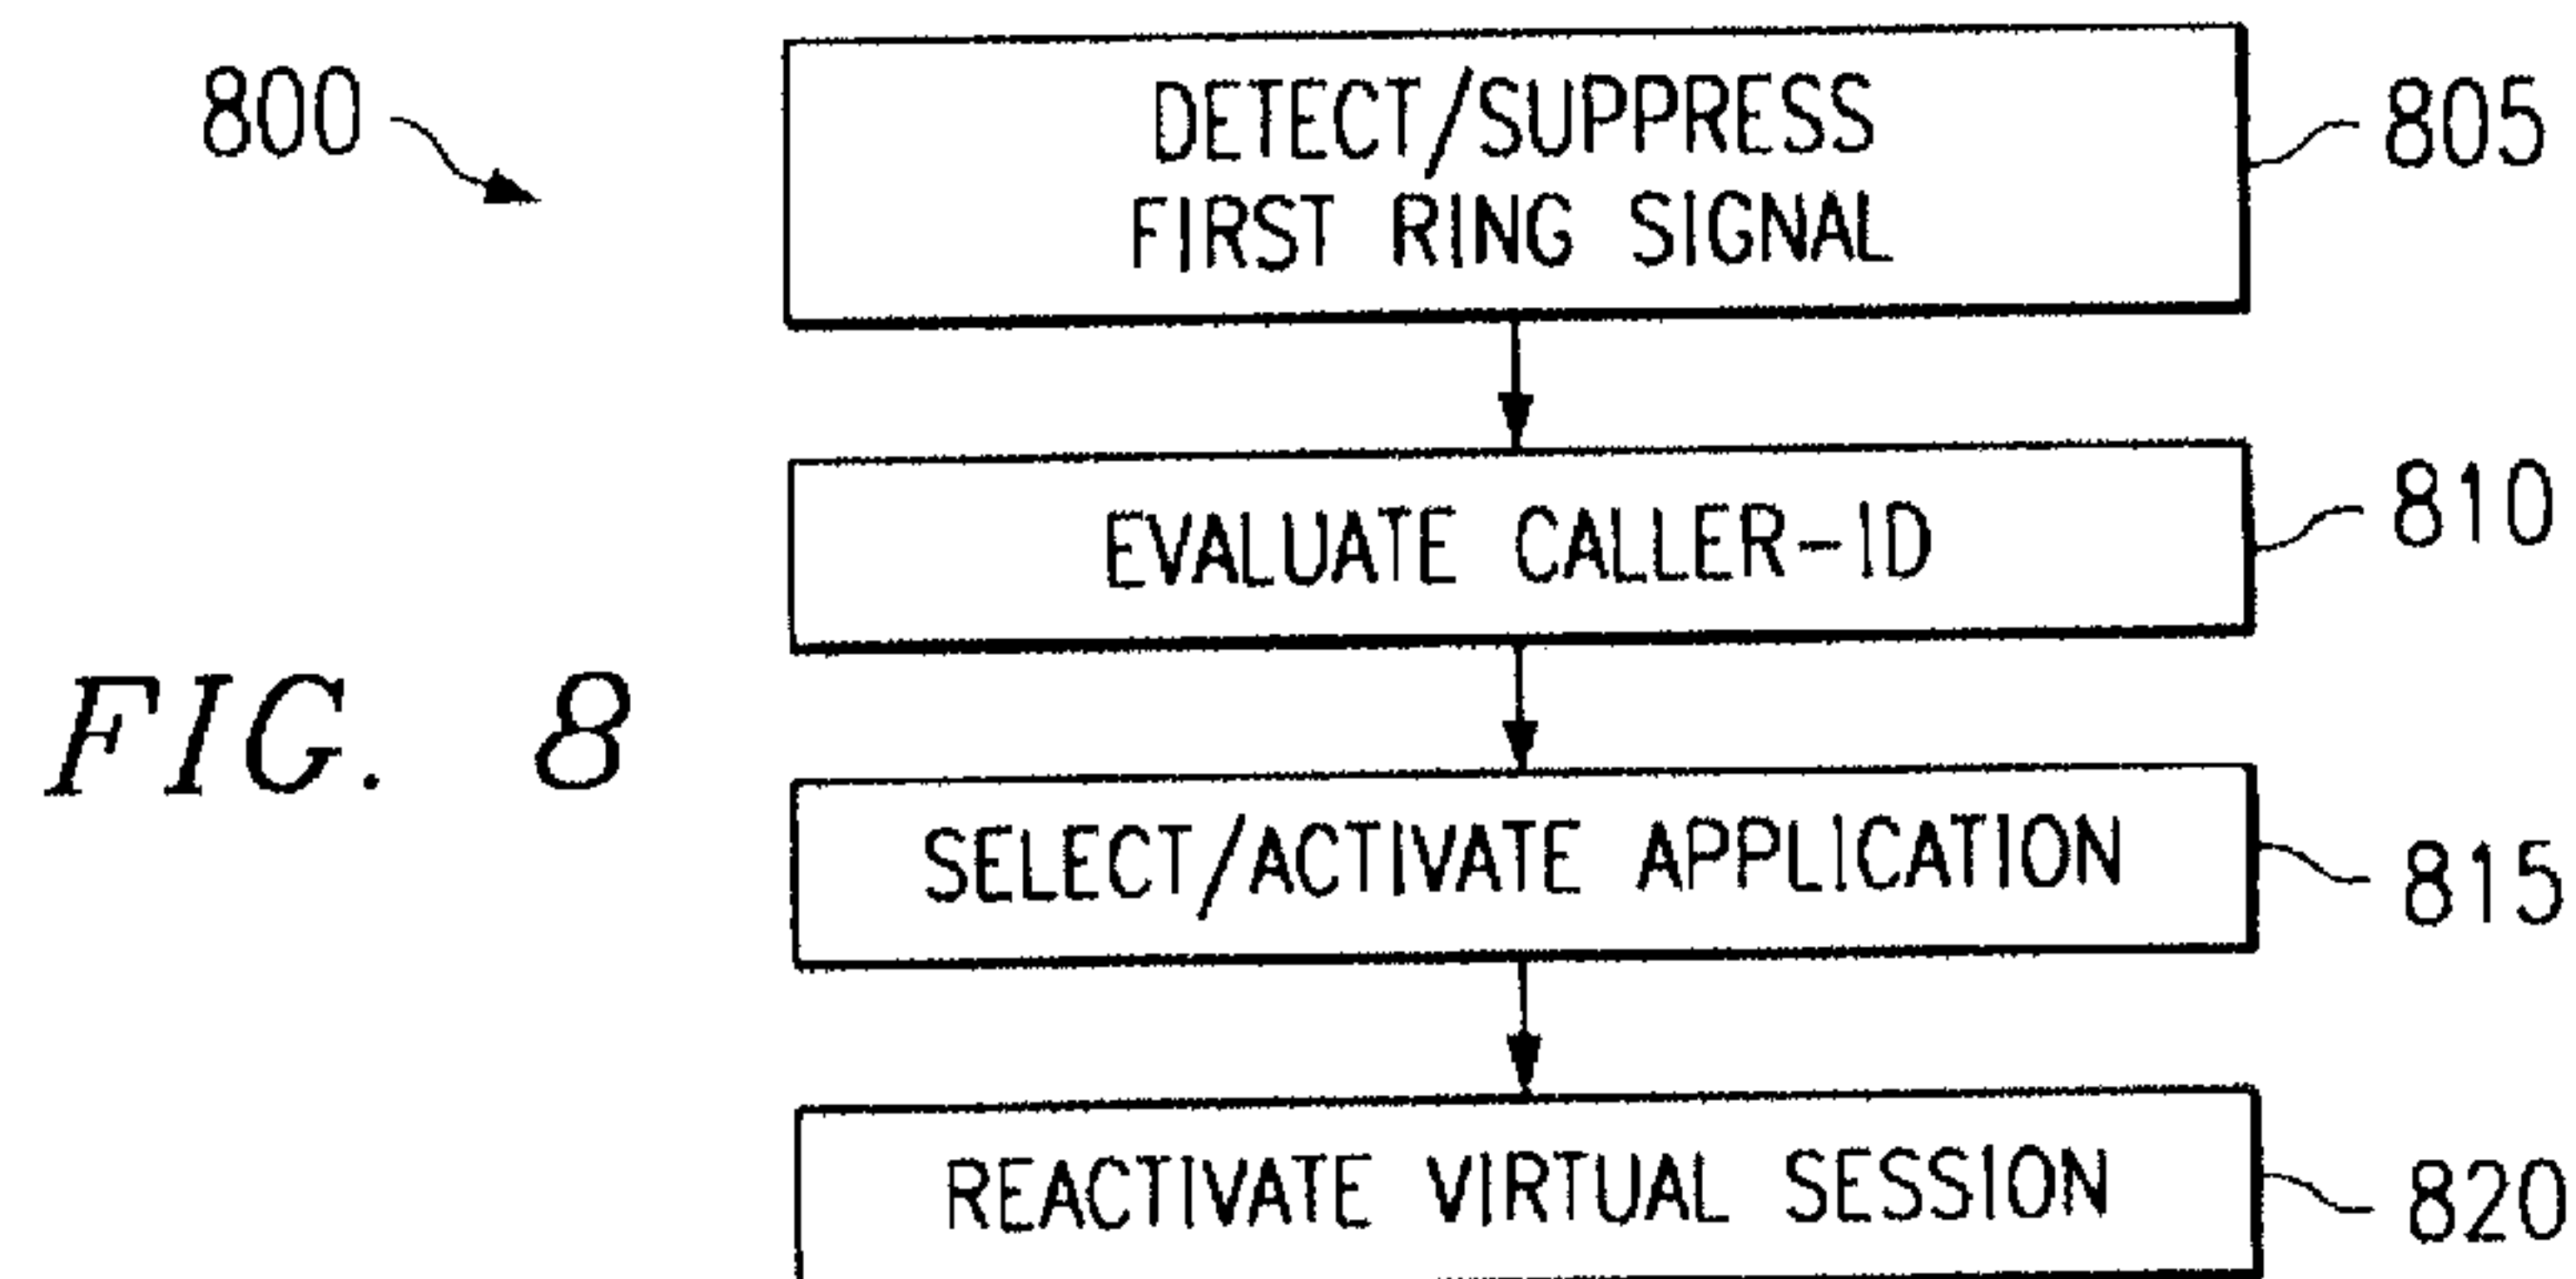 800
DETECT/SUPPRESS
FIRST RING SIGNAL
805
EVALUATE CALLER-ID
810
FIG. 8
SELECT/ACTIVATE APPLICATION
815
REACTIVATE VIRTUAL SESSION
820